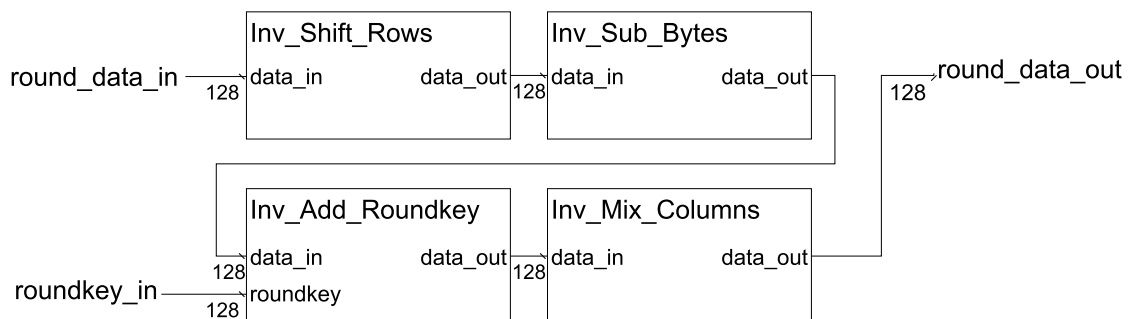 Inv_Shift_Rows
Inv_Sub_Bytes
round_data_in
data_in
data_out
data_in
data_out
round_data_out
128
128
128
Inv_Add_Roundkey
Inv_Mix_Columns
data_in
data_out
data_in
data_out
128
128
roundkey_in
roundkey
128